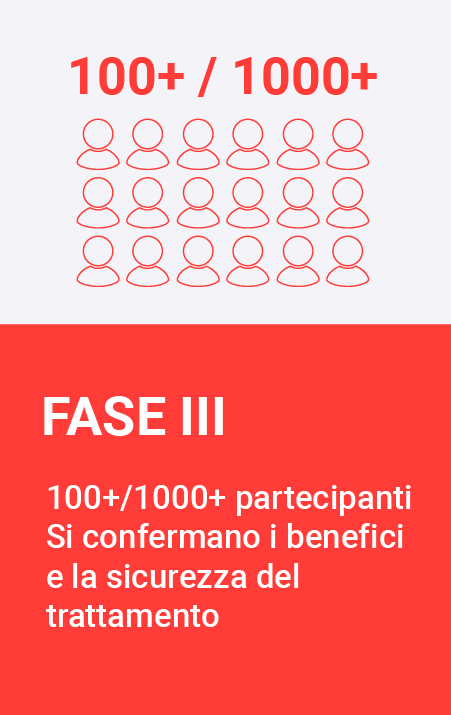 100+ / 1000+
FASE III
100+/1000+ partecipanti
Si confermano i benefici
e la sicurezza del
trattamento